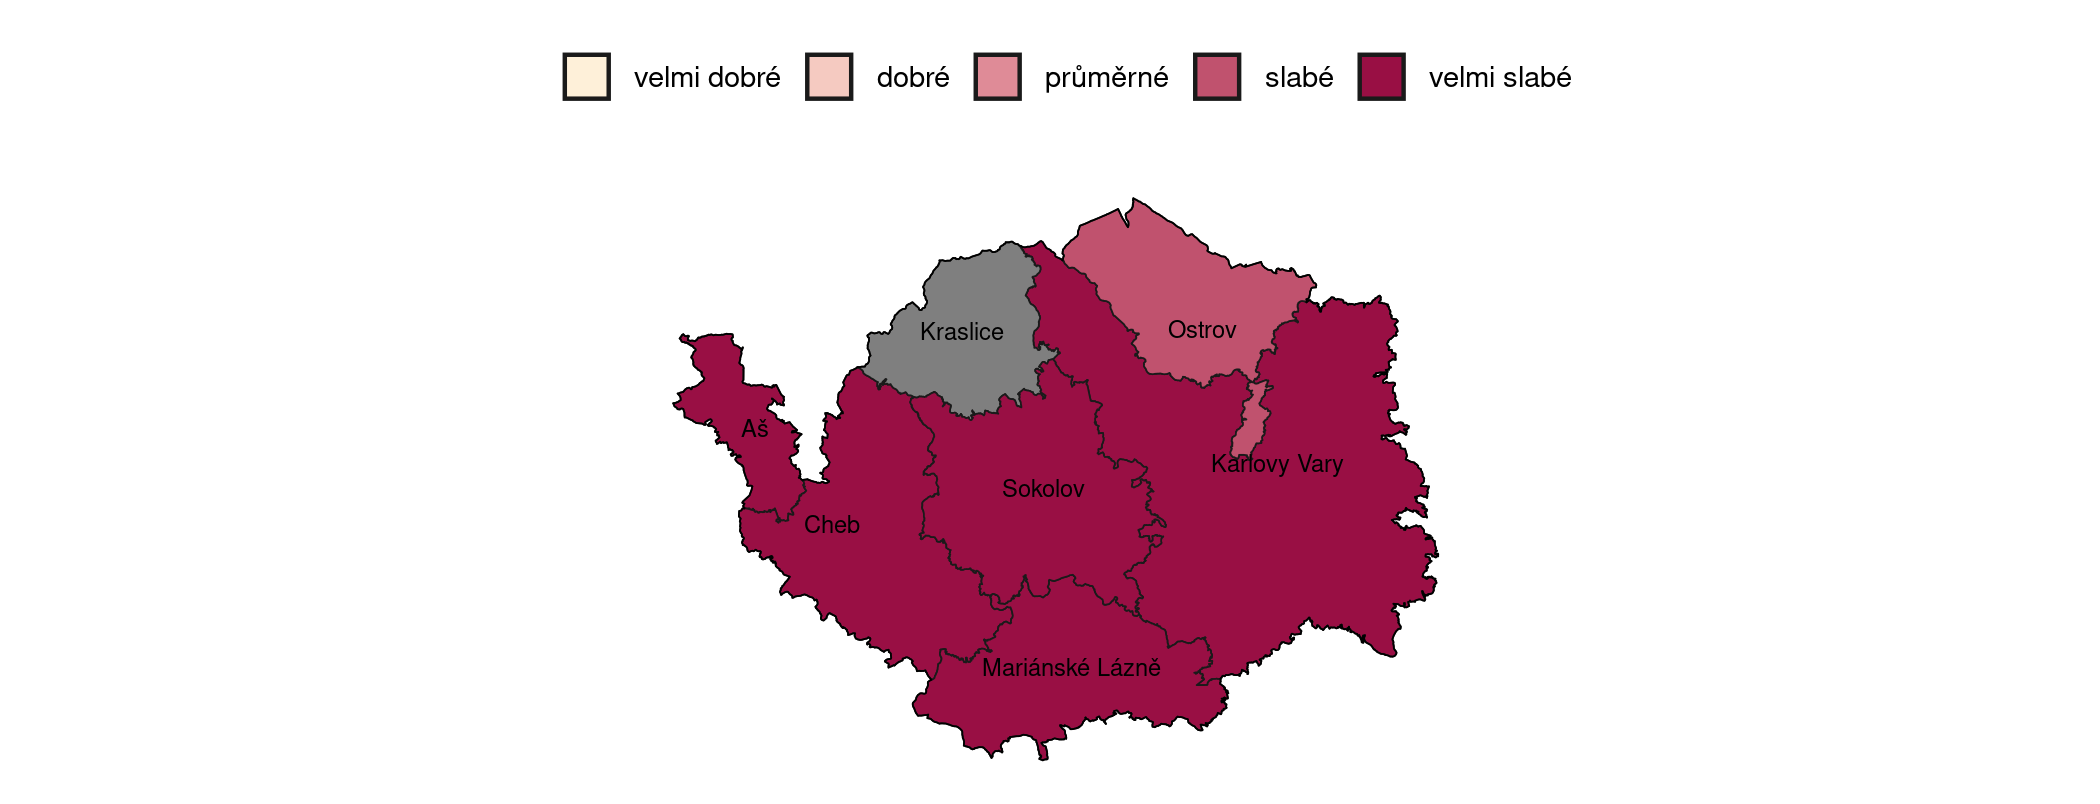 velmi dobré dobré průměrné slabé velmi slabé
Kraslice
Ostrov
Aš
Karlovy Vary
Sokolov
Cheb
Mariánské Lázně